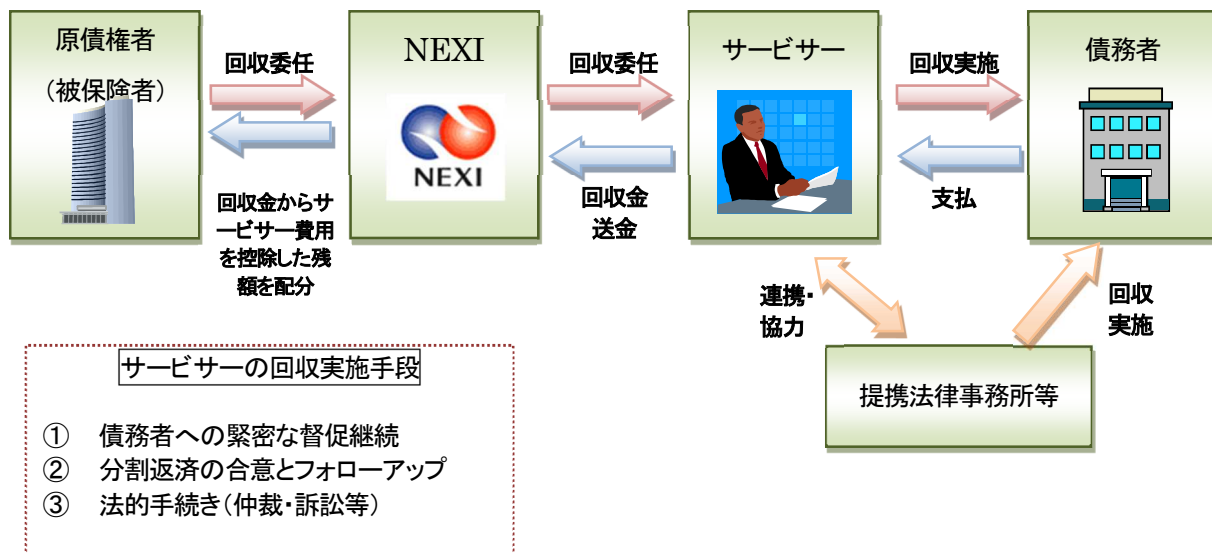 原債権者
(被保険者)
回収委任
回収金からサ
ービサー費用
を控除した残
額を配分
NEXI
NEXI
回収委任
回収金
送金
サービサー
回収実施
支払
債務者
連携・
協力
回収
実施
提携法律事務所等
サービサーの回収実施手段
① 債務者への緊密な督促継続
② 分割返済の合意とフォローアップ
③ 法的手続き(仲裁・訴訟等)